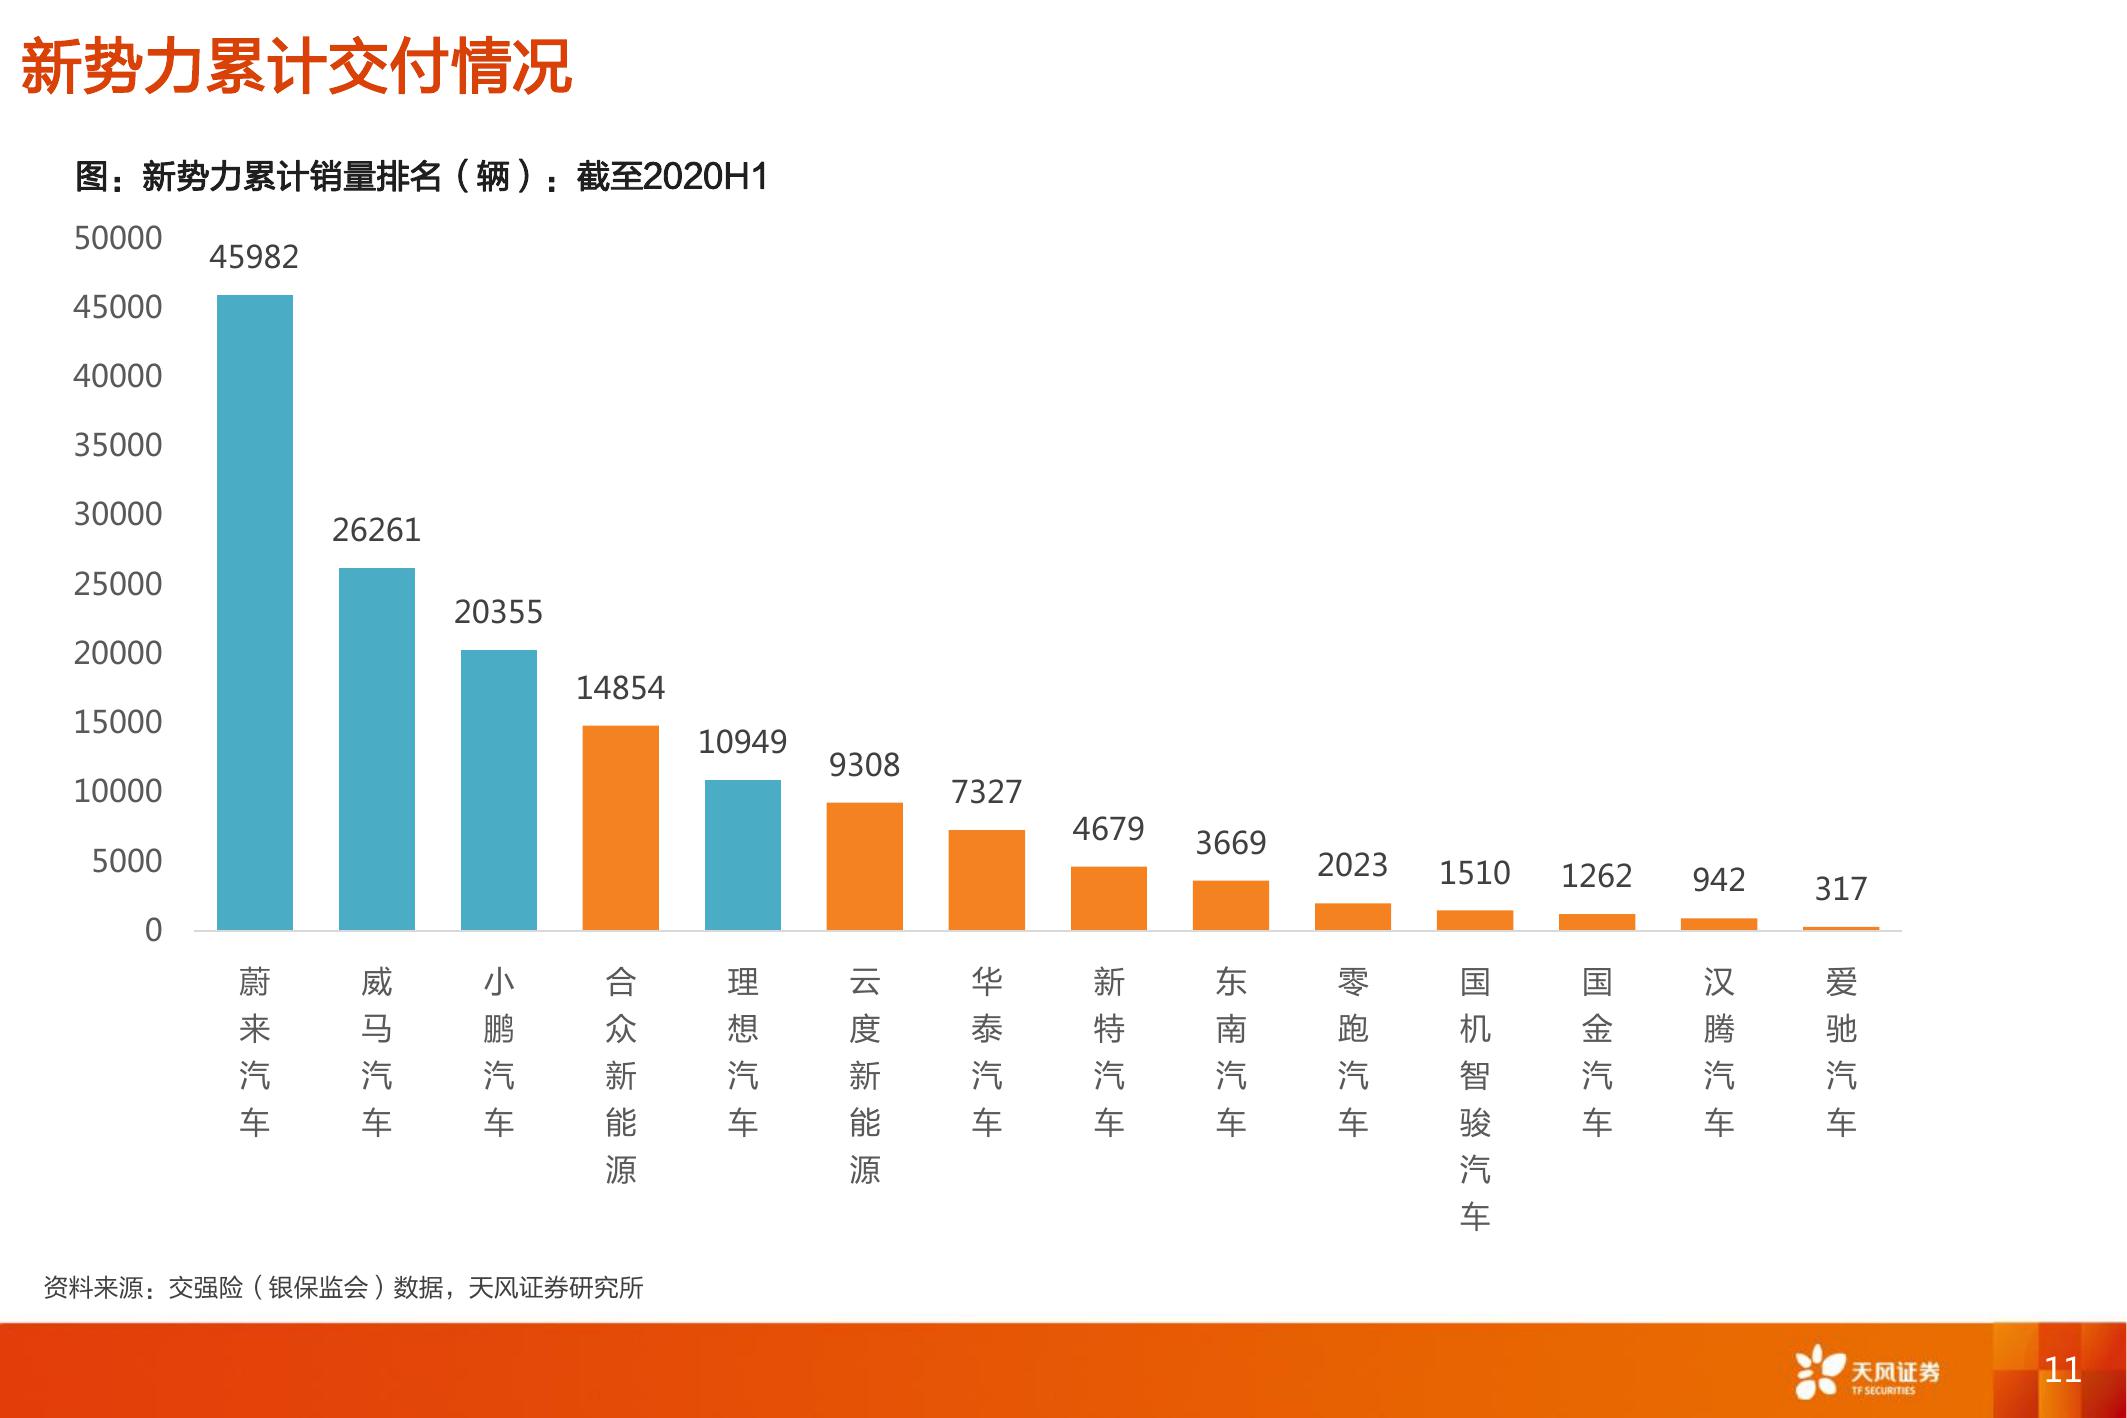 新势力累计交付情况
图：新势力累计销量排名（辆）：截至2020H1
50000
45000
40000
35000
30000
25000
20000
15000
10000
5000
0
45982
26261
20355
14854
10949
9308
7327
4679
3669
2023
1510
1262
942
317
蔚来汽车
威马汽车
小鹏汽车
合众新能源
理想汽车
云度新能源
华泰汽车
新特汽车
东南汽车
零跑汽车
国机智骏汽车
国金汽车
汉腾汽车
爱驰汽车
资料来源：交强险（银保监会）数据，天风证券研究所
天风证券
TF SECURITIES
11